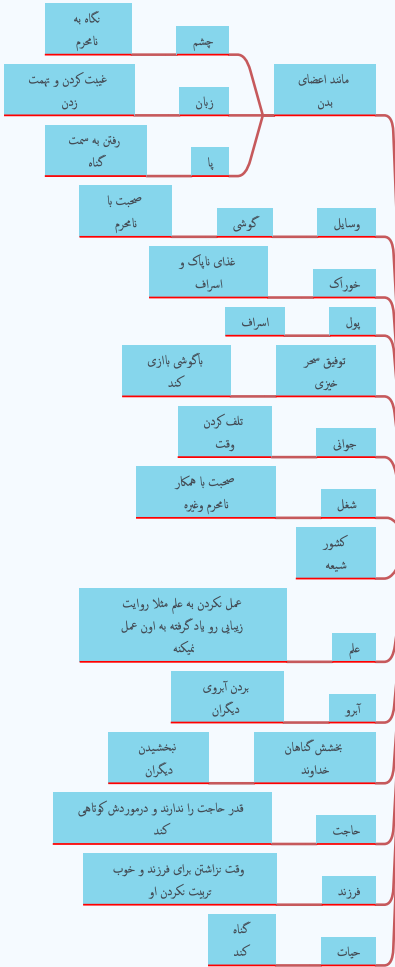 مانند اعضای
بدن
چشم
نگاه به
نامحرم
زبان
غیبت‌کردن و تهمت
زدن
پا
رفتن به سمت
گناه
وسایل
گوشی
صحبت با
نامحرم
خوراک
غذای ناپاک و
اسراف
پول
اسراف
توفیق سحر
خیزی
باگوشی باازی
کند
جوانی
تلف‌کردن
وقت
شغل
صحبت با همکار
نامحرم وغیره
کشور
شیعه
علم
عمل نکردن به علم مثلا روایت
زیبایی رو یادگرفته به اون عمل
نمیکنه
آبرو
بردن آبروی
دیگران
بخشش‌گناهان
خداوند
نبخشیدن
دیگران
حاجت
قدر حاجت را ندارند و درموردش‌کوتاهی
کند
فرزند
وقت نزاشتن برای فرزند و خوب
تربیت نکردن او
حیات
گناه
کند